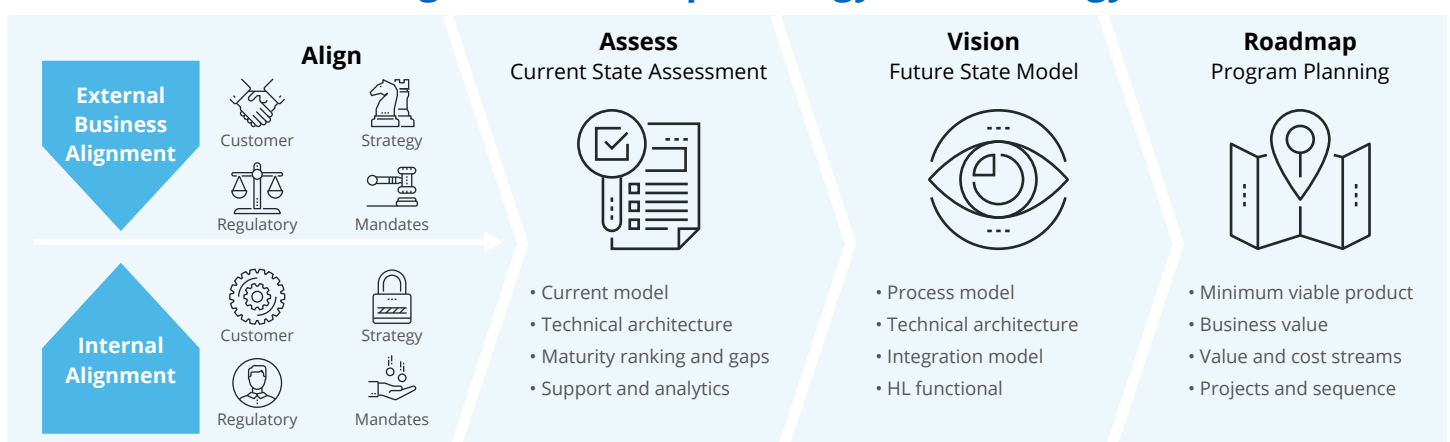 External
Business
Alignment
Align
Customer
Strategy
Regulatory
Mandates
Internal
Alignment
Customer
Strategy
Regulatory
Mandates
Assess
Current State Assessment
• Current model
• Technical architecture
• Maturity ranking and gaps
• Support and analytics
Vision
Future State Model
• Process model
• Technical architecture
• Integration model
• HL functional
Roadmap
Program Planning
• Minimum viable product
• Business value
• Value and cost streams
• Projects and sequence